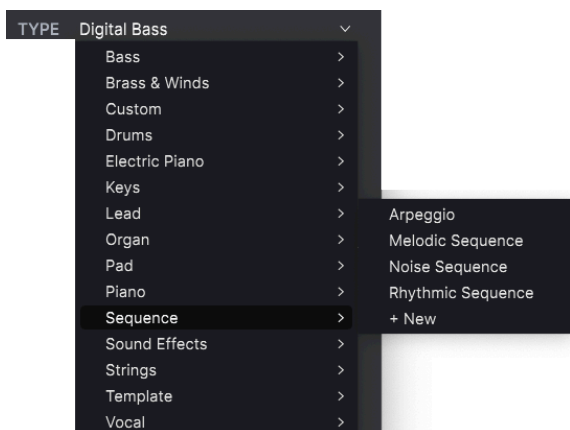 TYPE Digital Bass
Bass
Brass & Winds
Custom
Drums
Electric Piano
Keys
Lead
Organ
Pad
Piano
Sequence
Sound Effects
Strings
Template
Vocal
Arpeggio
Melodic Sequence
Noise Sequence
Rhythmic Sequence
+ New